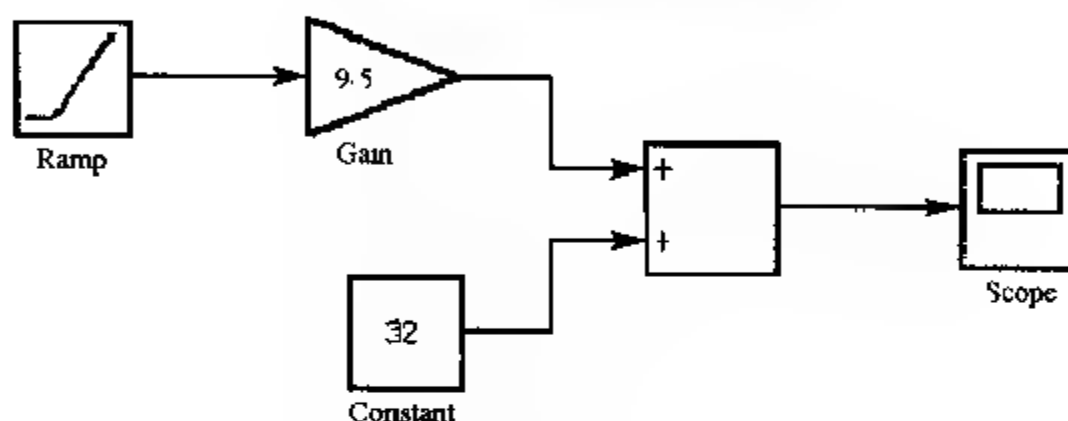 9.5
Ramp
Gain
+
+
32
Scope
Constant